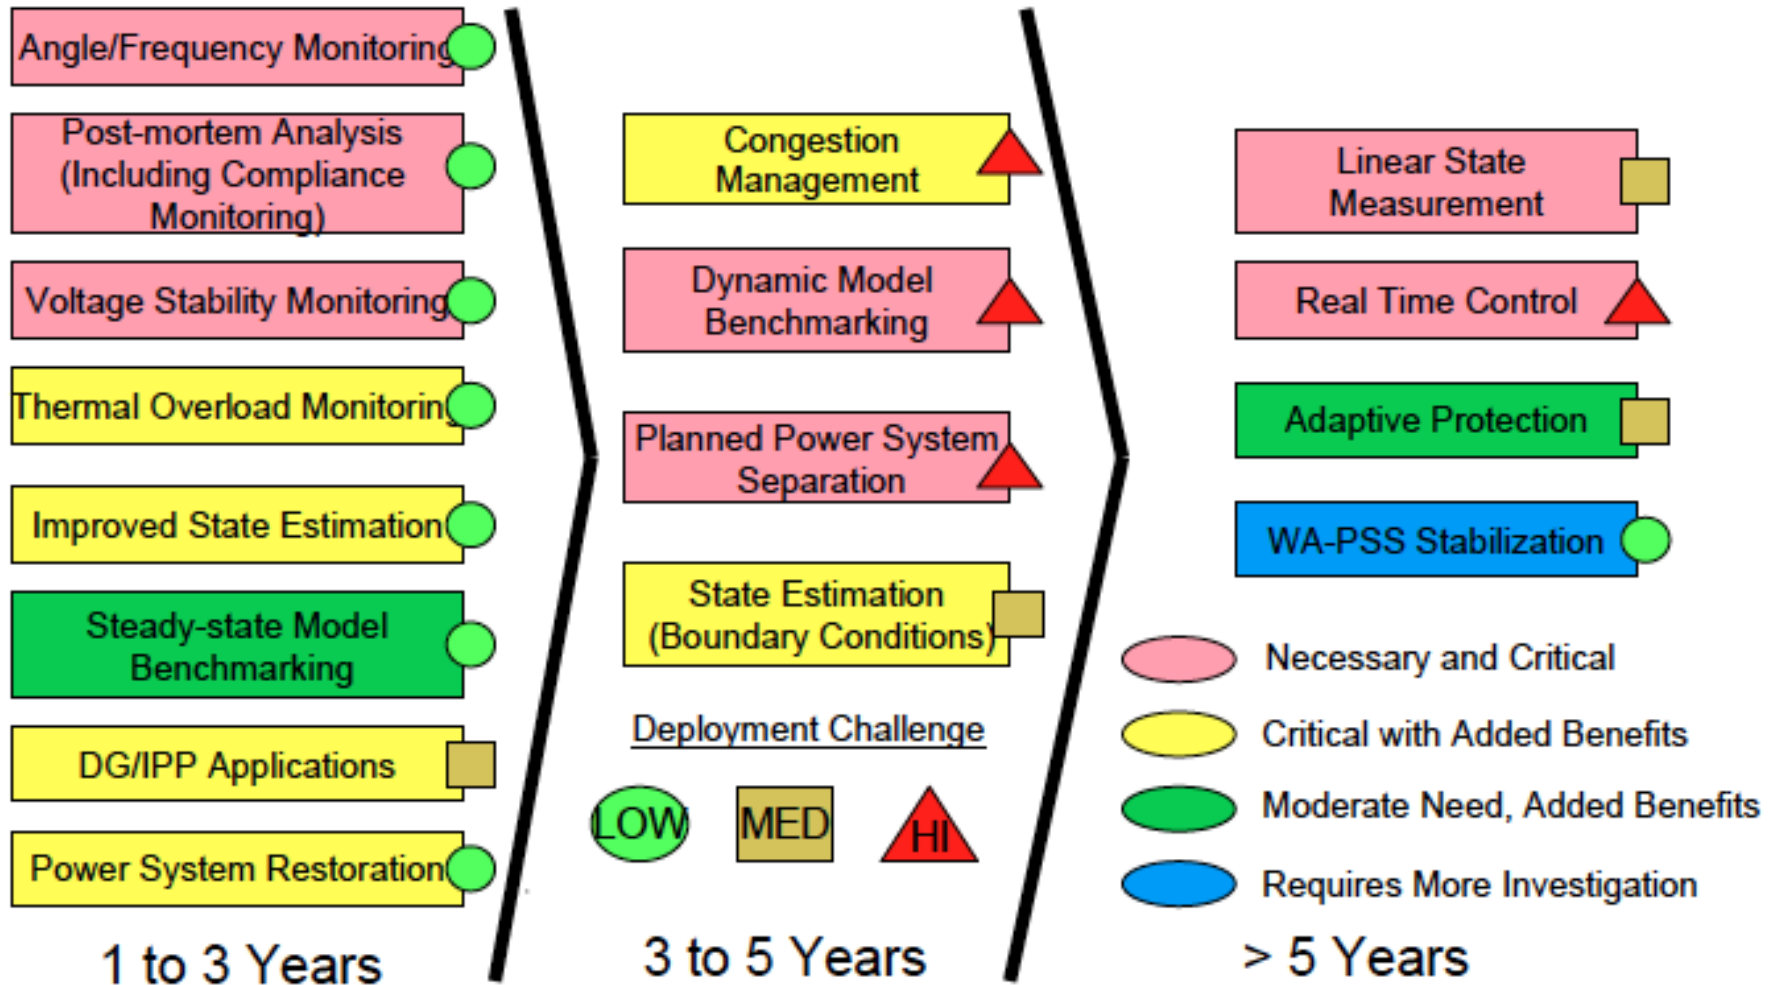 Angle/Frequency Monitoring
Post-mortem Analysis
(Including Compliance
Monitoring)
Voltage Stability Monitoring
Thermal Overload Monitoring
Improved State Estimation
Steady-state Model
Benchmarking
DG/IPP Applications
Power System Restoration
1 to 3 Years
Congestion
Management
Dynamic Model
Benchmarking
Planned Power System
Separation
State Estimation
(Boundary Conditions)
Deployment Challenge
LOW
MED
HI
3 to 5 Years
Linear State
Measurement
Real Time Control
Adaptive Protection
WA-PSS Stabilization
Necessary and Critical
Critical with Added Benefits
Moderate Need, Added Benefits
Requires More Investigation
> 5 Years